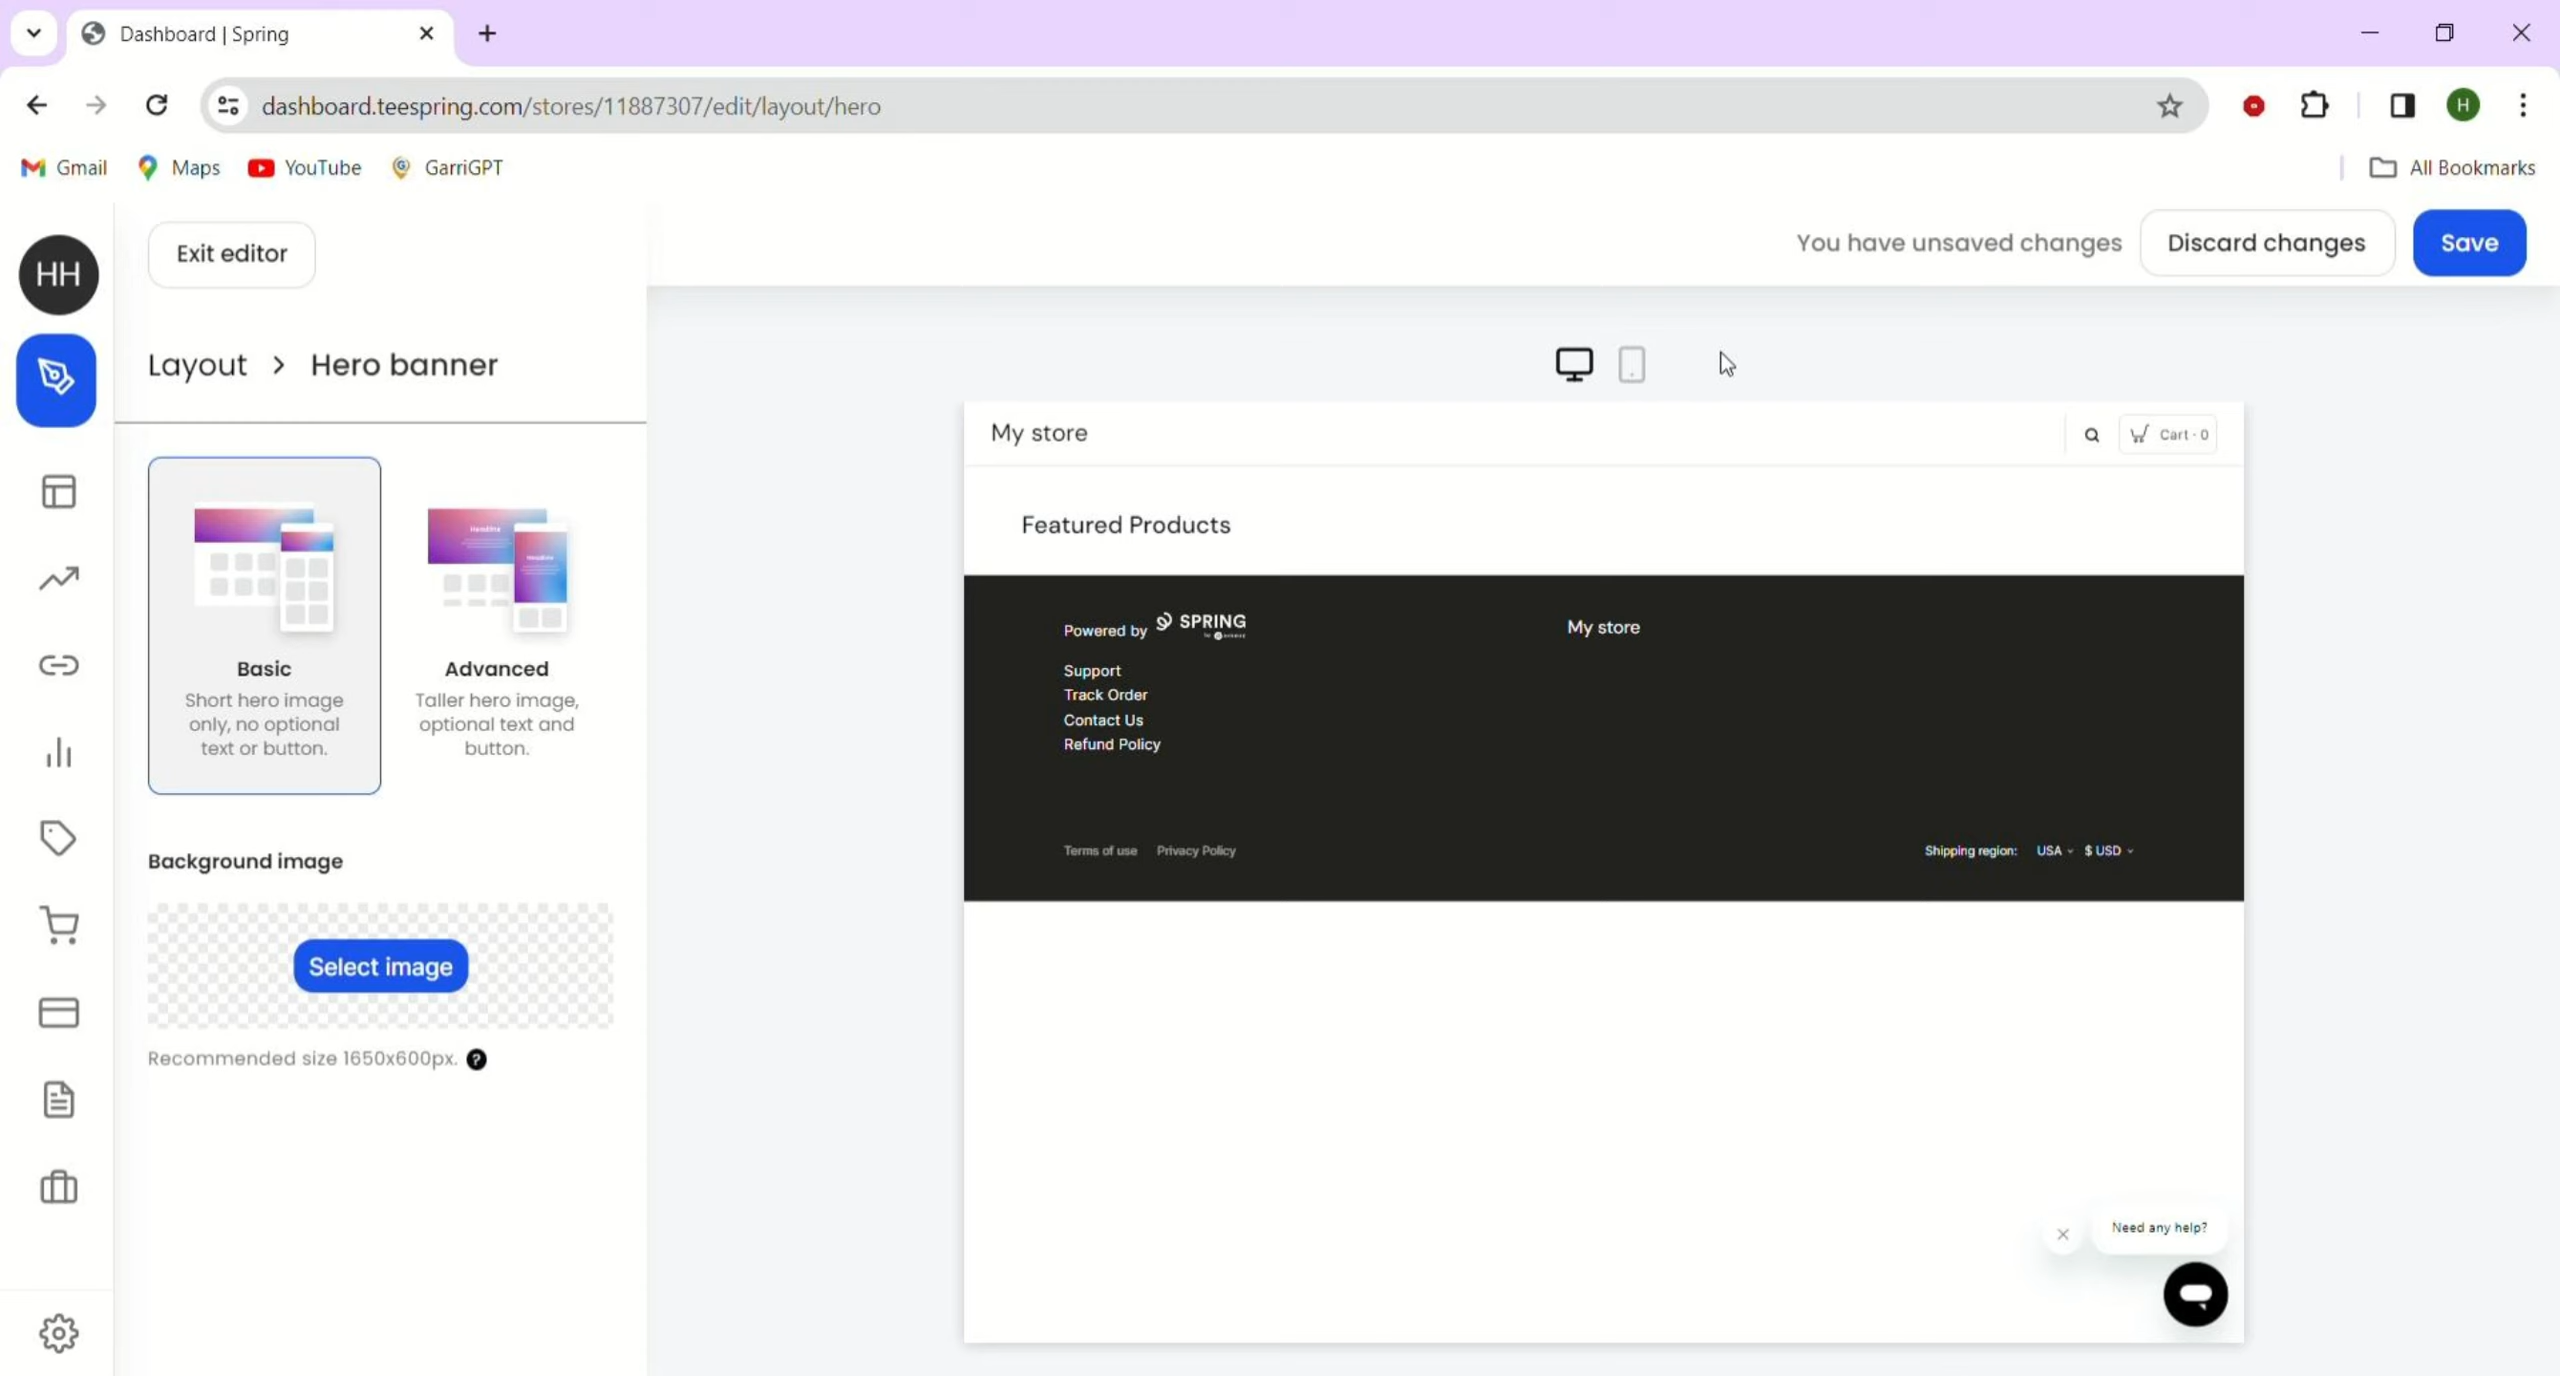 Dashboard | Spring
dashboard.teespring.com/stores/11887307/edit/layout/hero
H
Gmail
Maps
YouTube
GarriGPT
All Bookmarks
HH
Exit editor
You have unsaved changes
Discard changes
Save
Layout > Hero banner
My store
Cart · 0
Featured Products
Headline
Basic
Short hero image
only, no optional
text or button.
Advanced
Taller hero image,
optional text and
button.
Powered by
SPRING
My store
Support
Track Order
Contact Us
Refund Policy
Terms of use
Privacy Policy
Shipping region:
USA
$ USD
Background image
Select image
Recommended size 1650x600px. ?
Need any help?